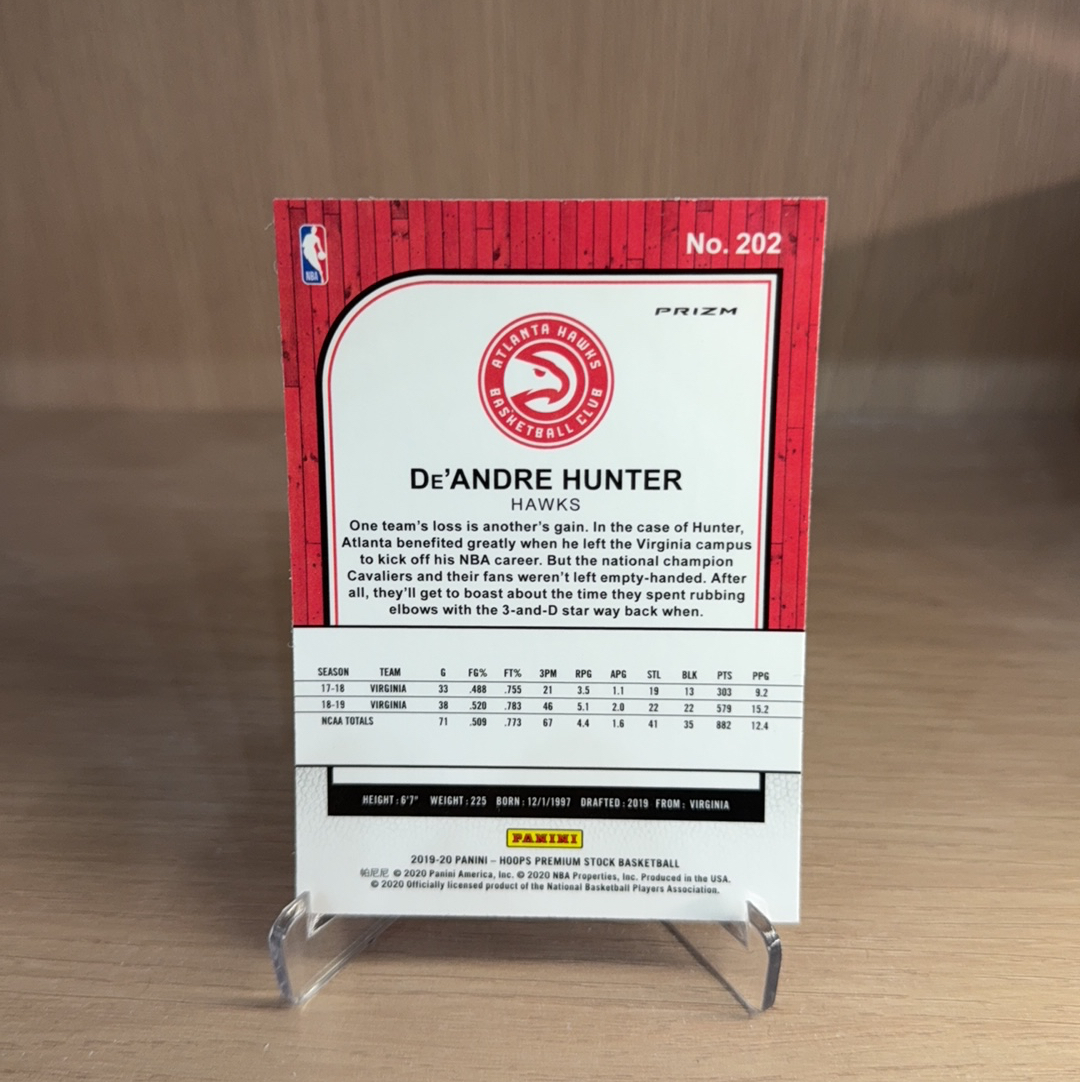 NBA
No. 202
PRIZM
ATLANTA HAWKS
BASKETBALL CLUB
DE'ANDRE HUNTER
HAWKS
One team's loss is another's gain. In the case of Hunter,
Atlanta benefited greatly when he left the Virginia campus
to kick off his NBA career. But the national champion
Cavaliers and their fans weren't left empty-handed. After
all, they'll get to boast about the time they spent rubbing
elbows with the 3-and-D star way back when.
SEASON TEAM G FG% FT% 3PM RPG APG STL BLK PTS PPG
17-18 VIRGINIA 33 .488 .755 21 3.5 1.1 19 13 303 9.2
18-19 VIRGINIA 38 .520 .783 46 5.1 2.0 22 22 579 15.2
NCAA TOTALS 71 .509 .773 67 4.4 1.6 41 35 882 12.4
HEIGHT: 6'7" WEIGHT: 225 BORN: 12/1/1997 DRAFTED: 2019 FROM: VIRGINIA
PANINI
2019-20 PANINI – HOOPS PREMIUM STOCK BASKETBALL
帕尼尼 © 2020 Panini America, Inc. © 2020 NBA Properties, Inc. Produced in the USA.
© 2020 Officially licensed product of the National Basketball Players Association.